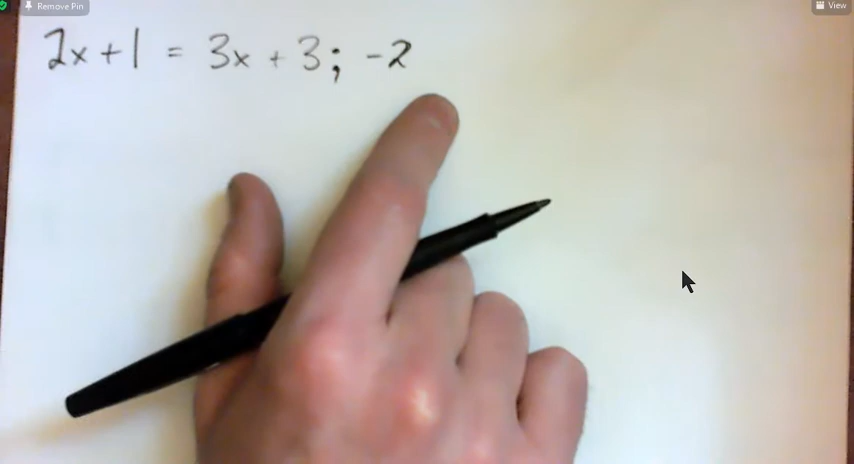 Remove Pin
View
2x + 1 = 3x + 3; -2